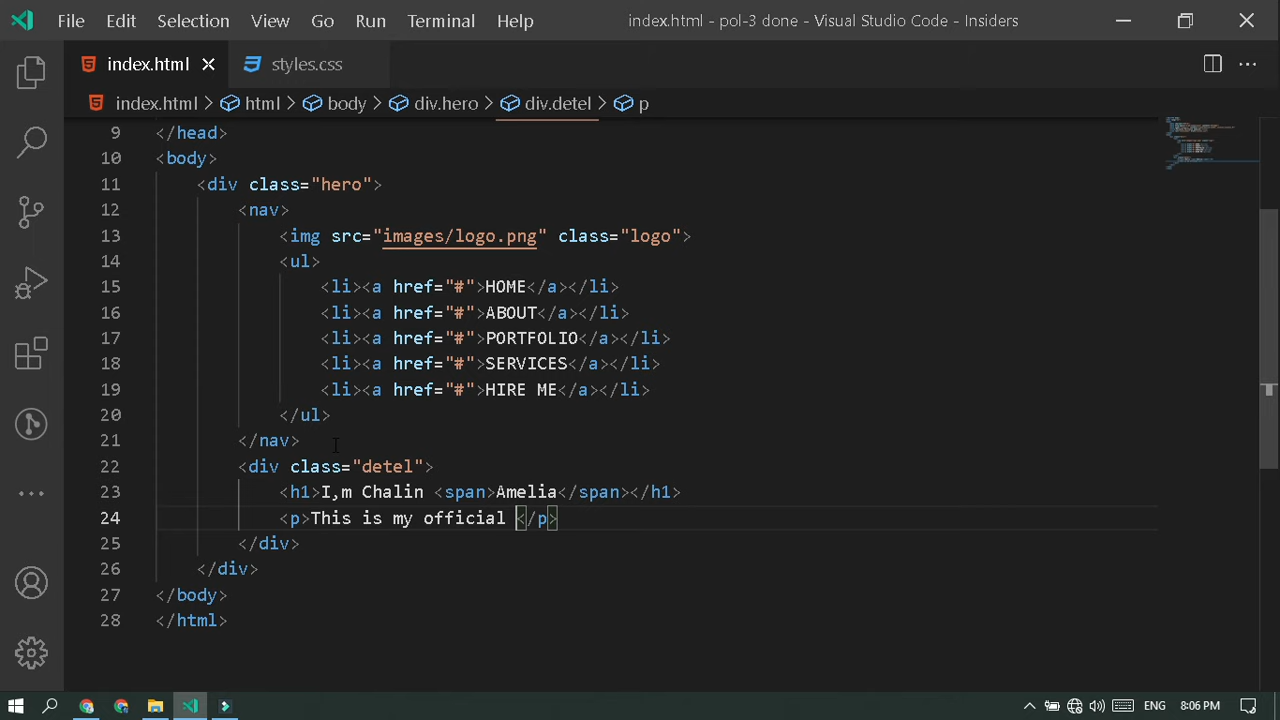 File Edit Selection View Go Run Terminal Help index.html - pol-3 done - Visual Studio Code - Insiders
index.html styles.css
index.html > html > body > div.hero > div.detel > p
9 </head>
10 <body>
11 <div class="hero">
12 <nav>
13 <img src="images/logo.png" class="logo">
14 <ul>
15 <li><a href="#">HOME</a></li>
16 <li><a href="#">ABOUT</a></li>
17 <li><a href="#">PORTFOLIO</a></li>
18 <li><a href="#">SERVICES</a></li>
19 <li><a href="#">HIRE ME</a></li>
20 </ul>
21 </nav>
22 <div class="detel">
23 <h1>I,m Chalin <span>Amelia</span></h1>
24 <p>This is my official </p>
25 </div>
26 </div>
27 </body>
28 </html>
ENG 8:06 PM